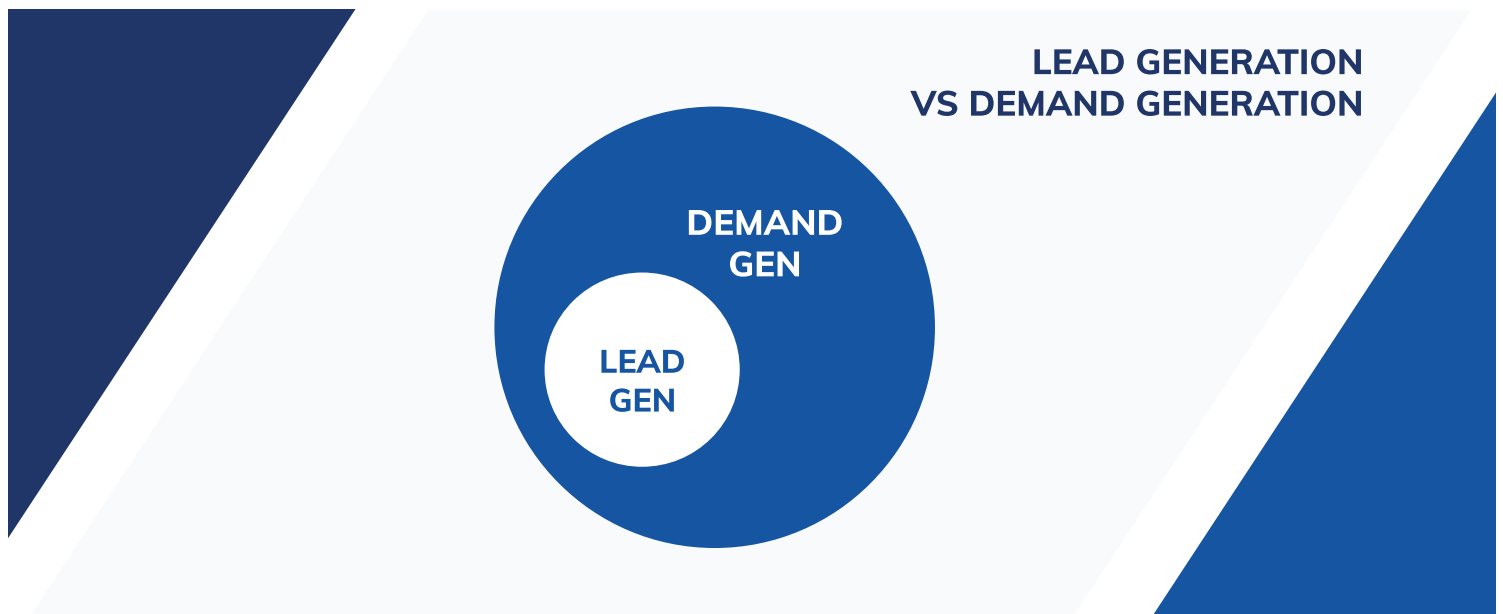 LEAD GENERATION
VS DEMAND GENERATION
DEMAND
GEN
LEAD
GEN